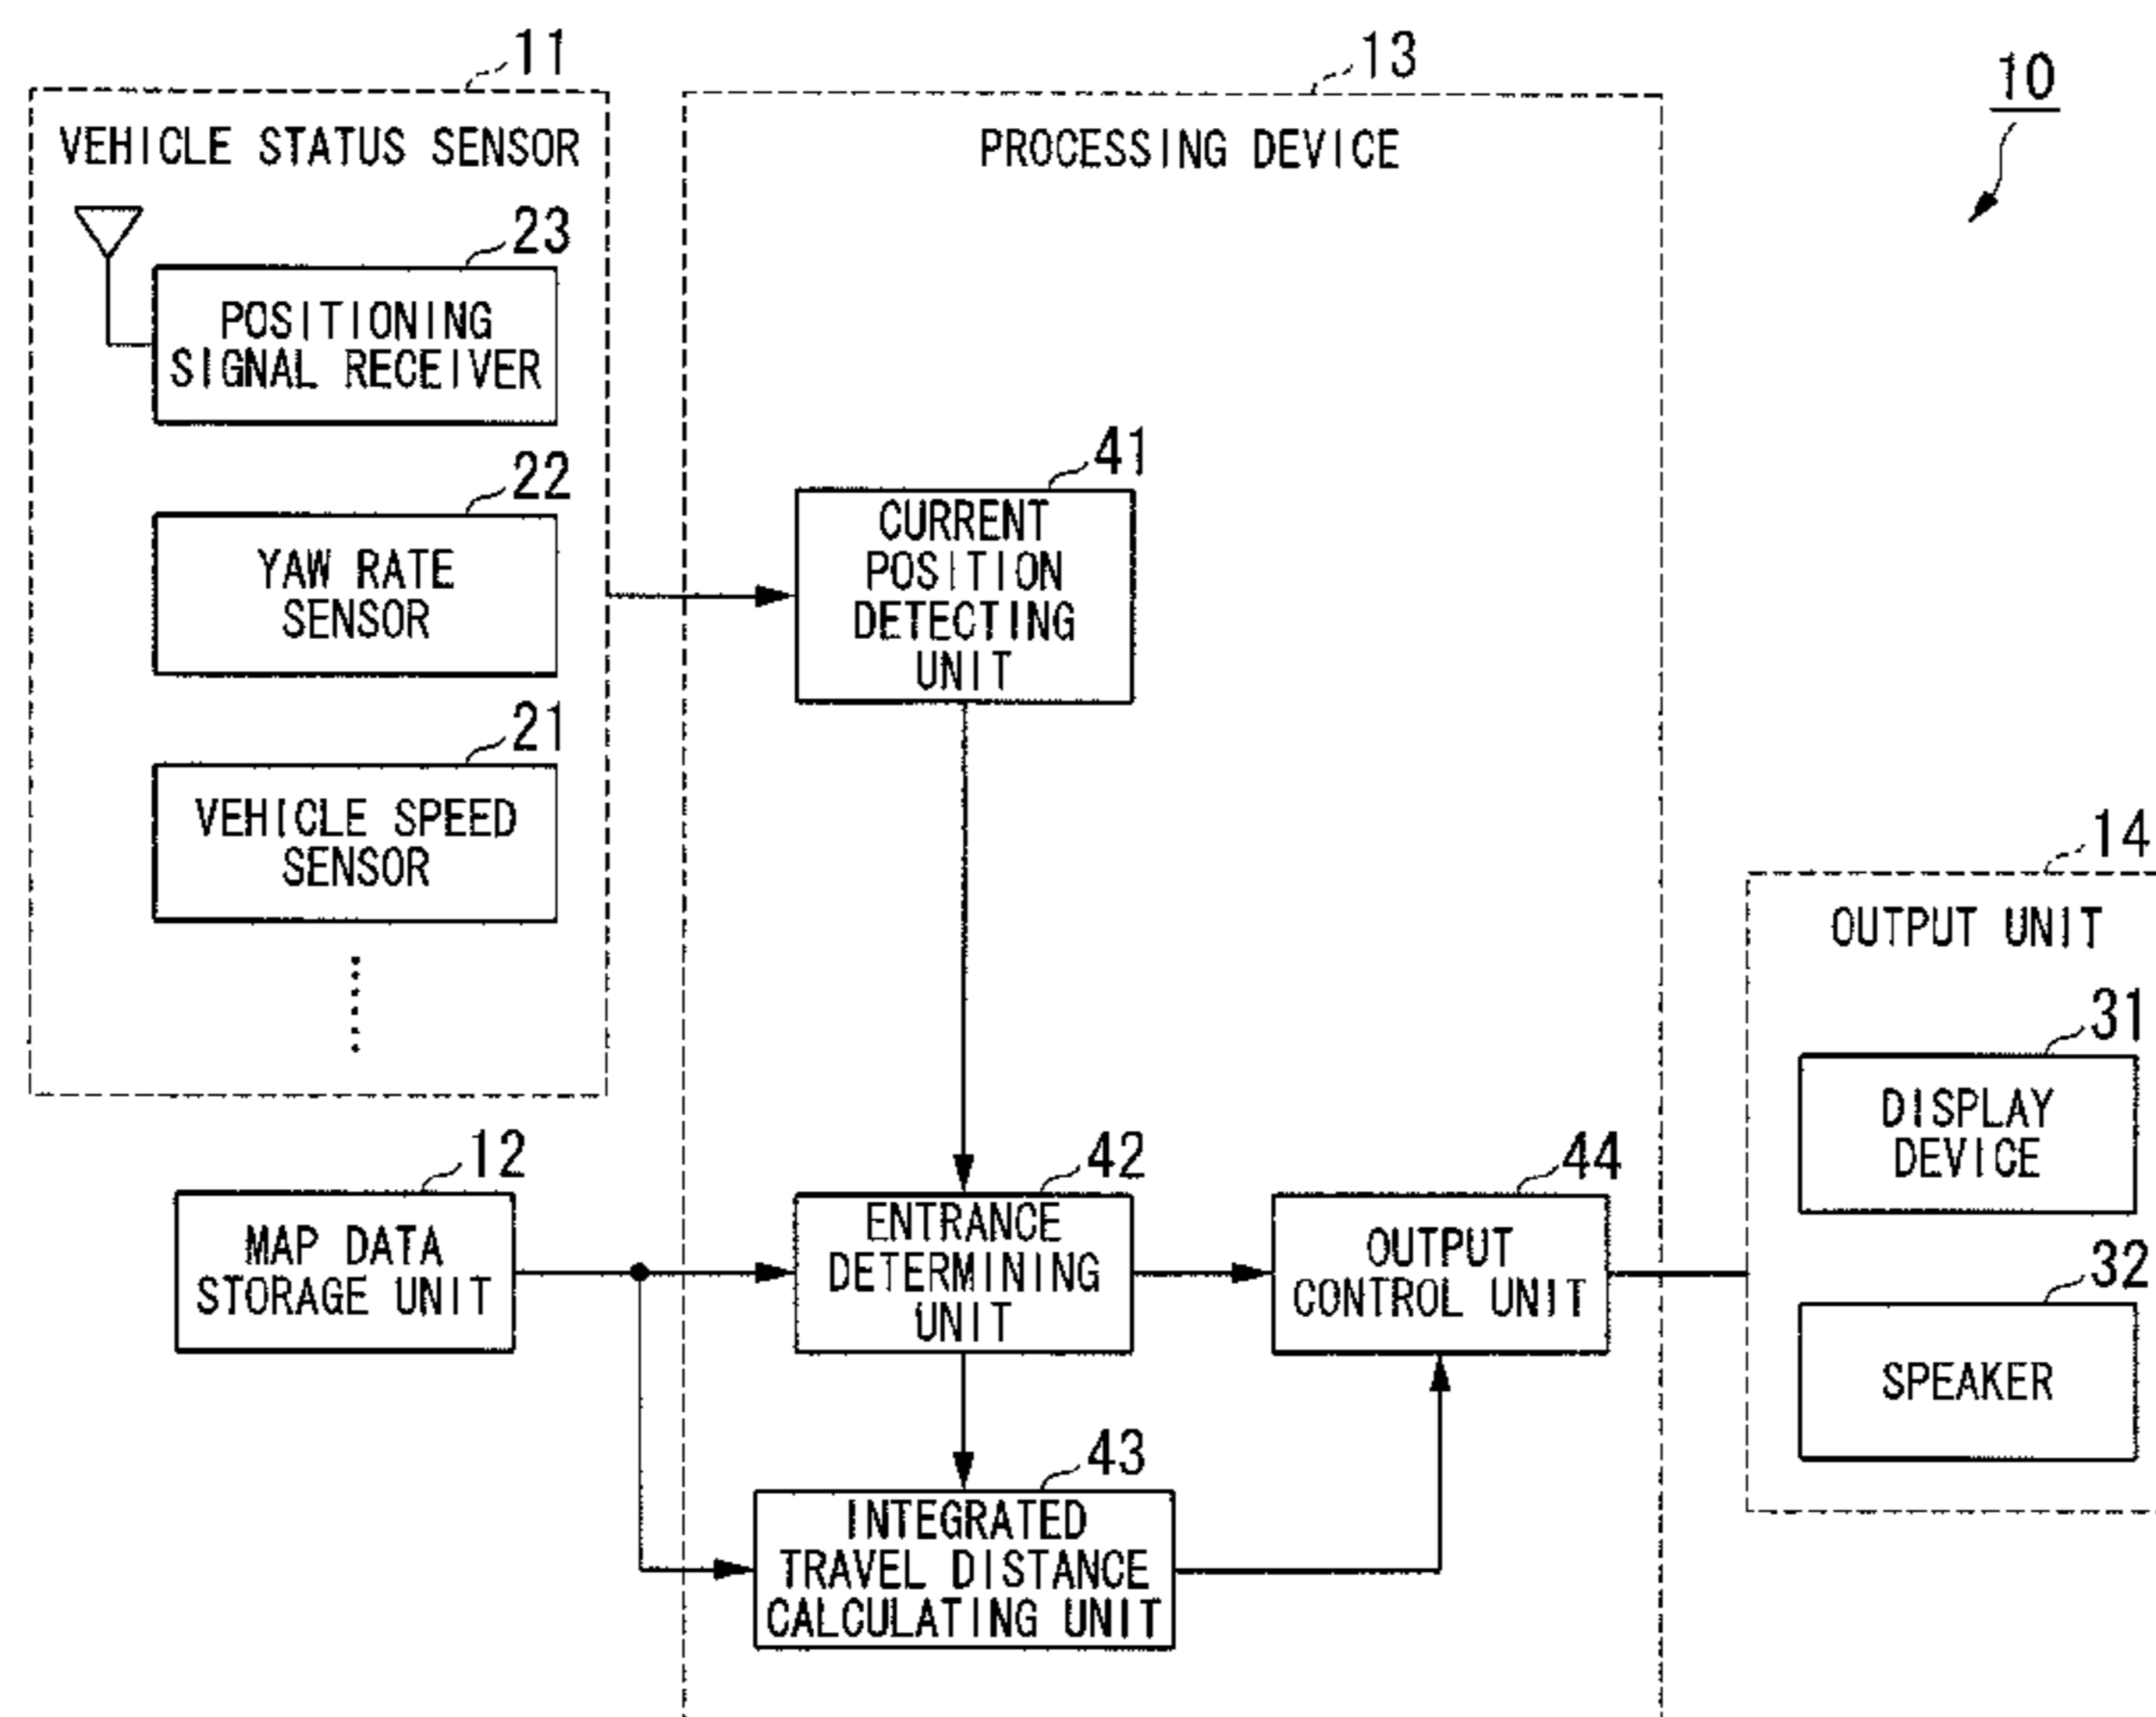 11
VEHICLE STATUS SENSOR
23
POSITIONING
SIGNAL RECEIVER
22
YAW RATE
SENSOR
21
VEHICLE SPEED
SENSOR
12
MAP DATA
STORAGE UNIT
13
PROCESSING DEVICE
41
CURRENT
POSITION
DETECTING
UNIT
42
ENTRANCE
DETERMINING
UNIT
43
INTEGRATED
TRAVEL DISTANCE
CALCULATING UNIT
44
OUTPUT
CONTROL UNIT
10
14
OUTPUT UNIT
31
DISPLAY
DEVICE
32
SPEAKER